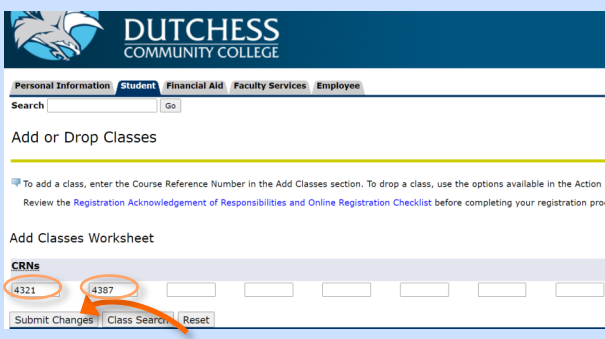 DUTCHESS
COMMUNITY COLLEGE
Personal Information Student Financial Aid Faculty Services Employee
Search Go
Add or Drop Classes
To add a class, enter the Course Reference Number in the Add Classes section. To drop a class, use the options available in the Action
Review the Registration Acknowledgement of Responsibilities and Online Registration Checklist before completing your registration pro
Add Classes Worksheet
CRNs
4321 4387
Submit Changes Class Search Reset